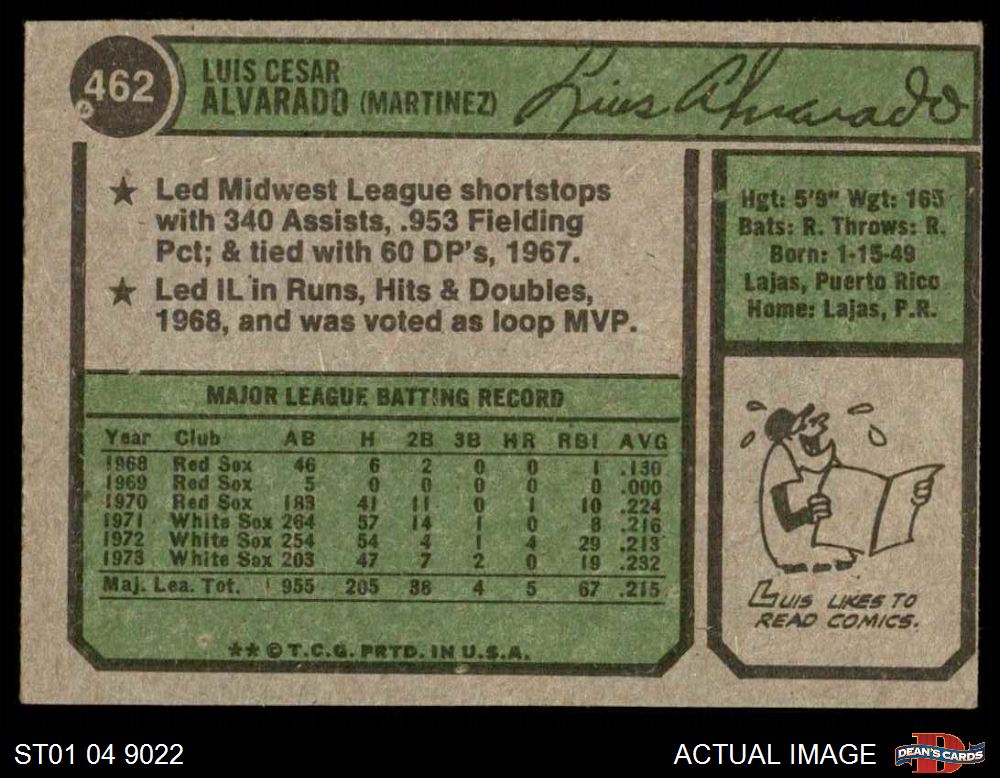 462
LUIS CESAR
ALVARADO (MARTINEZ)
Luis Alvarado
★ Led Midwest League shortstops
with 340 Assists, .953 Fielding
Pct; & tied with 60 DP's, 1967.
★ Led IL in Runs, Hits & Doubles,
1968, and was voted as loop MVP.
Hgt: 5'9" Wgt: 165
Bats: R. Throws: R.
Born: 1-15-49
Lajas, Puerto Rico
Home: Lajas, P.R.
MAJOR LEAGUE BATTING RECORD
Year Club AB H 2B 3B HR RBI AVG
1968 Red Sox 46 6 2 0 0 1 .130
1969 Red Sox 5 0 0 0 0 0 .000
1970 Red Sox 183 41 11 0 1 10 .224
1971 White Sox 264 57 14 1 0 8 .216
1972 White Sox 254 54 4 1 4 29 .213
1973 White Sox 203 47 7 2 0 19 .232
Maj. Lea. Tot. 955 205 38 4 5 67 .215
** © T.C.G. PRTD. IN U.S.A.
LUIS LIKES TO
READ COMICS.
ST01 04 9022
ACTUAL IMAGE
DEAN'S CARDS